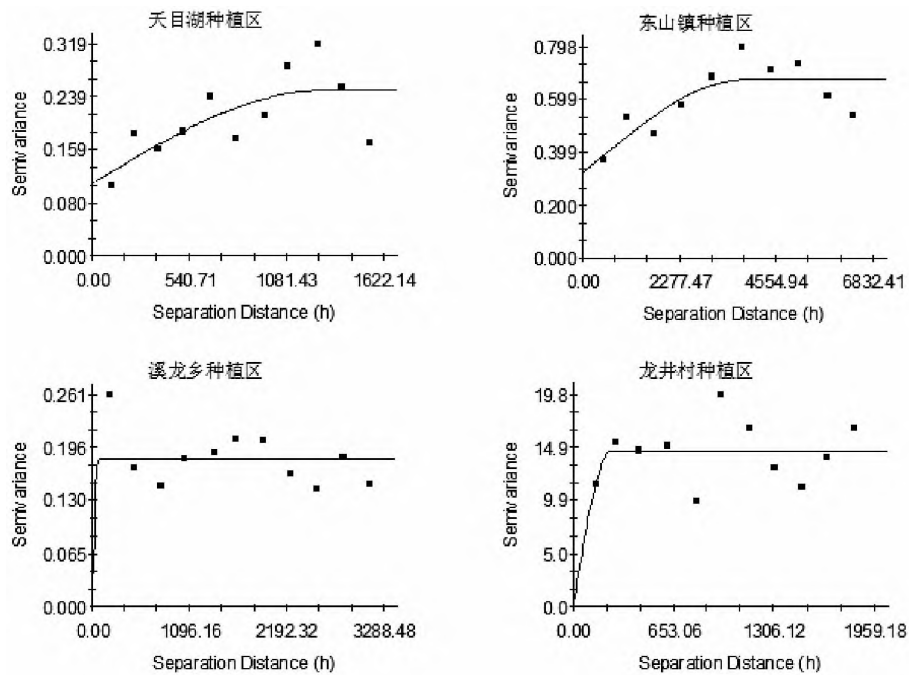 天目湖种植区
0.319
0.239
0.159
0.080
0.000
Semivariance
0.00 540.71 1081.43 1622.14
Separation Distance (h)
东山镇种植区
0.798
0.599
0.399
0.200
0.000
Semivariance
0.00 2277.47 4554.94 6832.41
Separation Distance (h)
溪龙乡种植区
0.261
0.196
0.130
0.065
0.000
Semivariance
0.00 1096.16 2192.32 3288.48
Separation Distance (h)
龙井村种植区
19.8
14.9
9.9
5.0
0.0
Semivariance
0.00 653.06 1306.12 1959.18
Separation Distance (h)